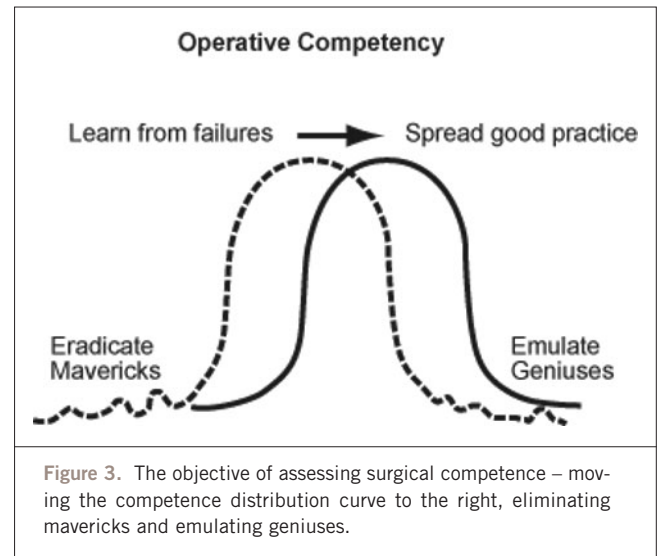 Operative Competency
Learn from failures Spread good practice
Eradicate
Mavericks
Emulate
Geniuses
Figure 3. The objective of assessing surgical competence – mov-
ing the competence distribution curve to the right, eliminating
mavericks and emulating geniuses.